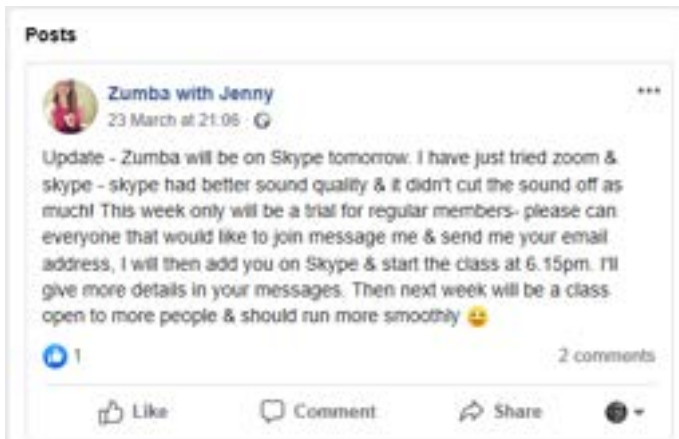 Posts
Zumba with Jenny
23 March at 21:06
Update - Zumba will be on Skype tomorrow. I have just tried zoom &
skype - skype had better sound quality & it didn't cut the sound off as
much! This week only will be a trial for regular members- please can
everyone that would like to join message me & send me your email
address, I will then add you on Skype & start the class at 6.15pm. I'll
give more details in your messages. Then next week will be a class
open to more people & should run more smoothly 😀
1 2 comments
Like Comment Share